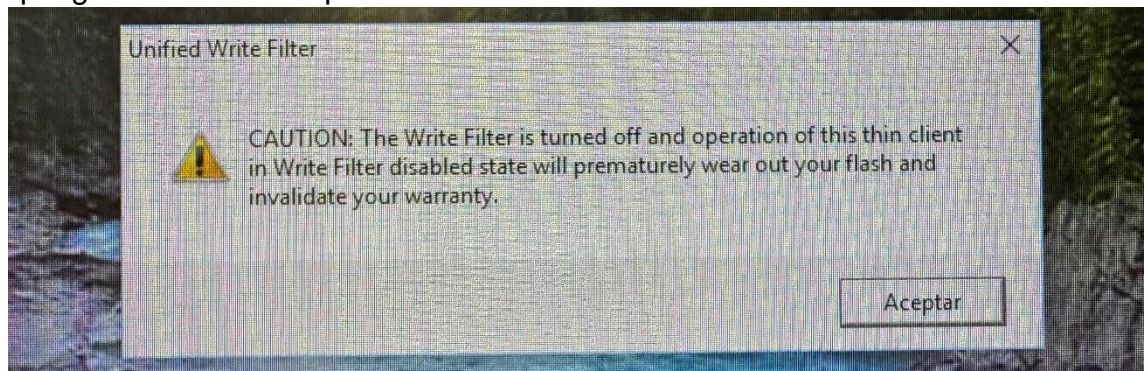 Unified Write Filter
CAUTION: The Write Filter is turned off and operation of this thin client
in Write Filter disabled state will prematurely wear out your flash and
invalidate your warranty.
Aceptar